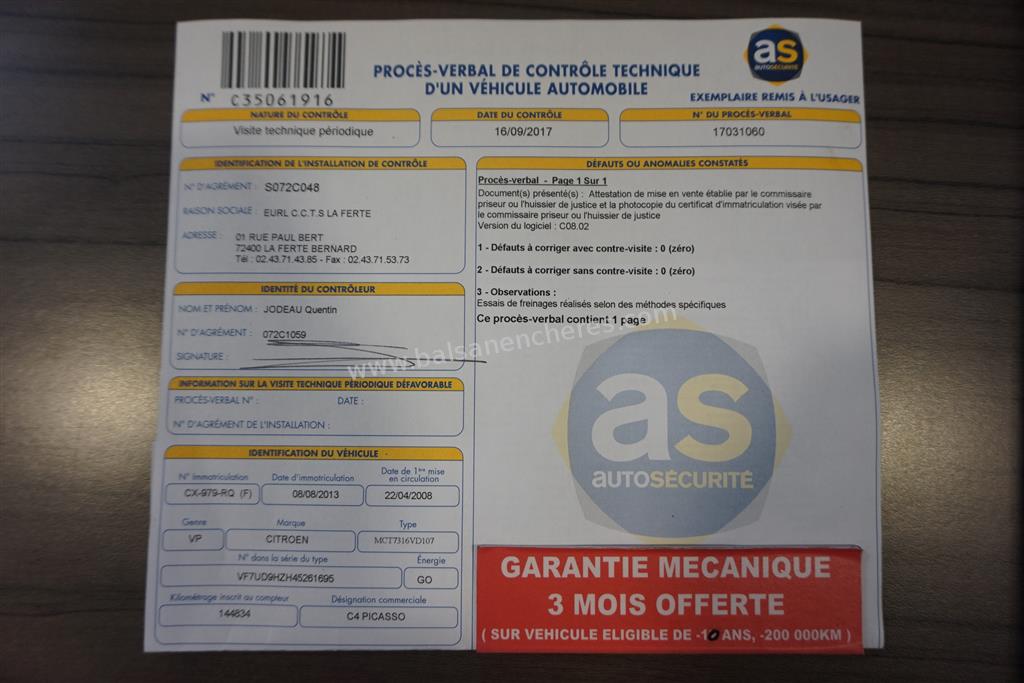 as
AUTOSÉCURITÉ
PROCÈS-VERBAL DE CONTRÔLE TECHNIQUE
D'UN VÉHICULE AUTOMOBILE
N° C35061916
EXEMPLAIRE REMIS À L'USAGER
NATURE DU CONTRÔLE
Visite technique périodique
DATE DU CONTRÔLE
16/09/2017
N° DU PROCÈS-VERBAL
17031060
IDENTIFICATION DE L'INSTALLATION DE CONTRÔLE
N° D'AGRÉMENT : S072C048
RAISON SOCIALE : EURL C.C.T.S LA FERTE
ADRESSE : 01 RUE PAUL BERT
72400 LA FERTE BERNARD
Tél : 02.43.71.43.85 - Fax : 02.43.71.53.73
IDENTITÉ DU CONTRÔLEUR
NOM ET PRÉNOM : JODEAU Quentin
N° D'AGRÉMENT : 072C1059
SIGNATURE :
INFORMATION SUR LA VISITE TECHNIQUE PÉRIODIQUE DÉFAVORABLE
PROCÈS-VERBAL N° : DATE :
N° D'AGRÉMENT DE L'INSTALLATION :
IDENTIFICATION DU VÉHICULE
N° Immatriculation Date d'immatriculation Date de 1ère mise
en circulation
CX-979-RQ (F) 08/08/2013 22/04/2008
Genre Marque Type
VP CITROEN MCT7316VD107
N° dans la série du type Énergie
VF7UD9HZH45261695 GO
Kilométrage inscrit au compteur Désignation commerciale
144834 C4 PICASSO
DÉFAUTS OU ANOMALIES CONSTATÉS
Procès-verbal - Page 1 Sur 1
Document(s) présenté(s) : Attestation de mise en vente établie par le commissaire
priseur ou l'huissier de justice et la photocopie du certificat d'immatriculation visée par
le commissaire priseur ou l'huissier de justice
Version du logiciel : C08.02
1 - Défauts à corriger avec contre-visite : 0 (zéro)
2 - Défauts à corriger sans contre-visite : 0 (zéro)
3 - Observations :
Essais de freinages réalisés selon des méthodes spécifiques
Ce procès-verbal contient 1 page
www.balsanencheres.com
as
AUTOSÉCURITÉ
GARANTIE MECANIQUE
3 MOIS OFFERTE
( SUR VEHICULE ELIGIBLE DE -10 ANS, -200 000KM )